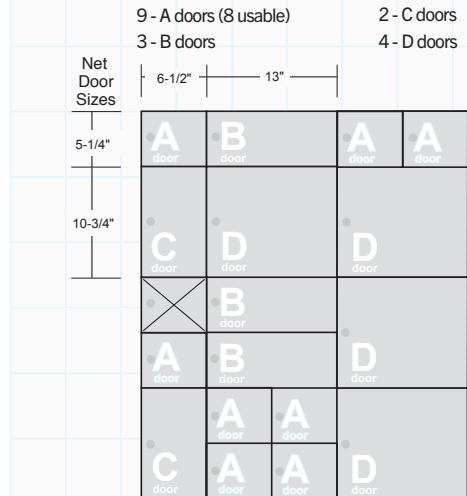 9 - A doors (8 usable)
2 - C doors
3 - B doors
4 - D doors
Net
Door
Sizes
6-1/2"
13"
5-1/4"
A
door
B
door
A
door
A
door
10-3/4"
C
door
D
door
D
door
B
door
A
door
B
door
D
door
A
door
A
door
C
door
A
door
A
door
D
door